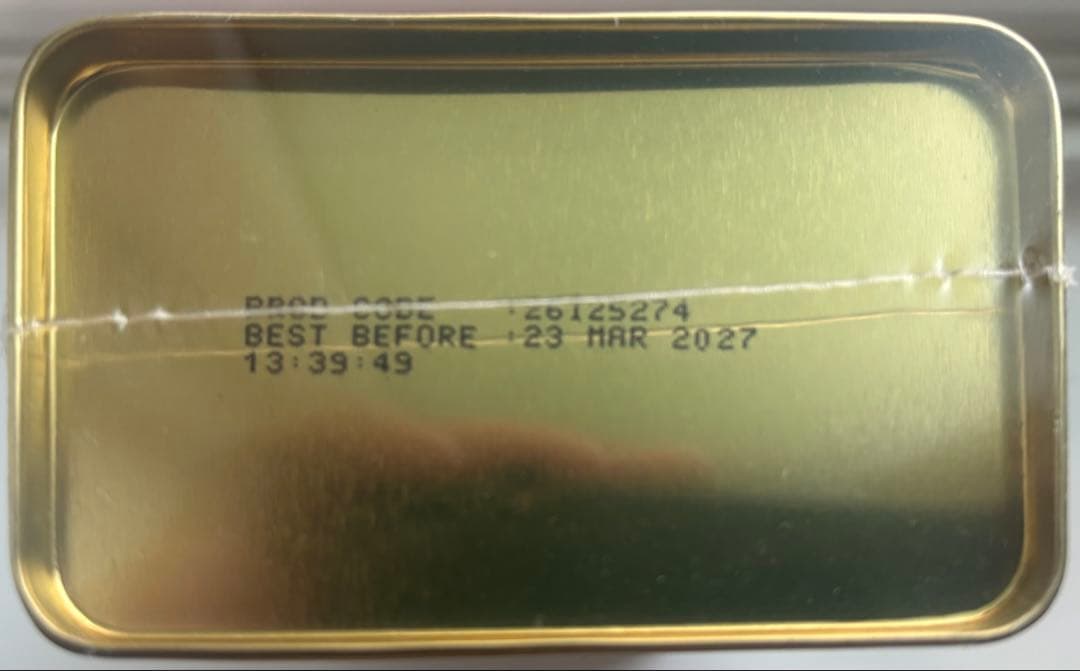 PROD CODE :26125274
BEST BEFORE :23 MAR 2027
13:39:49